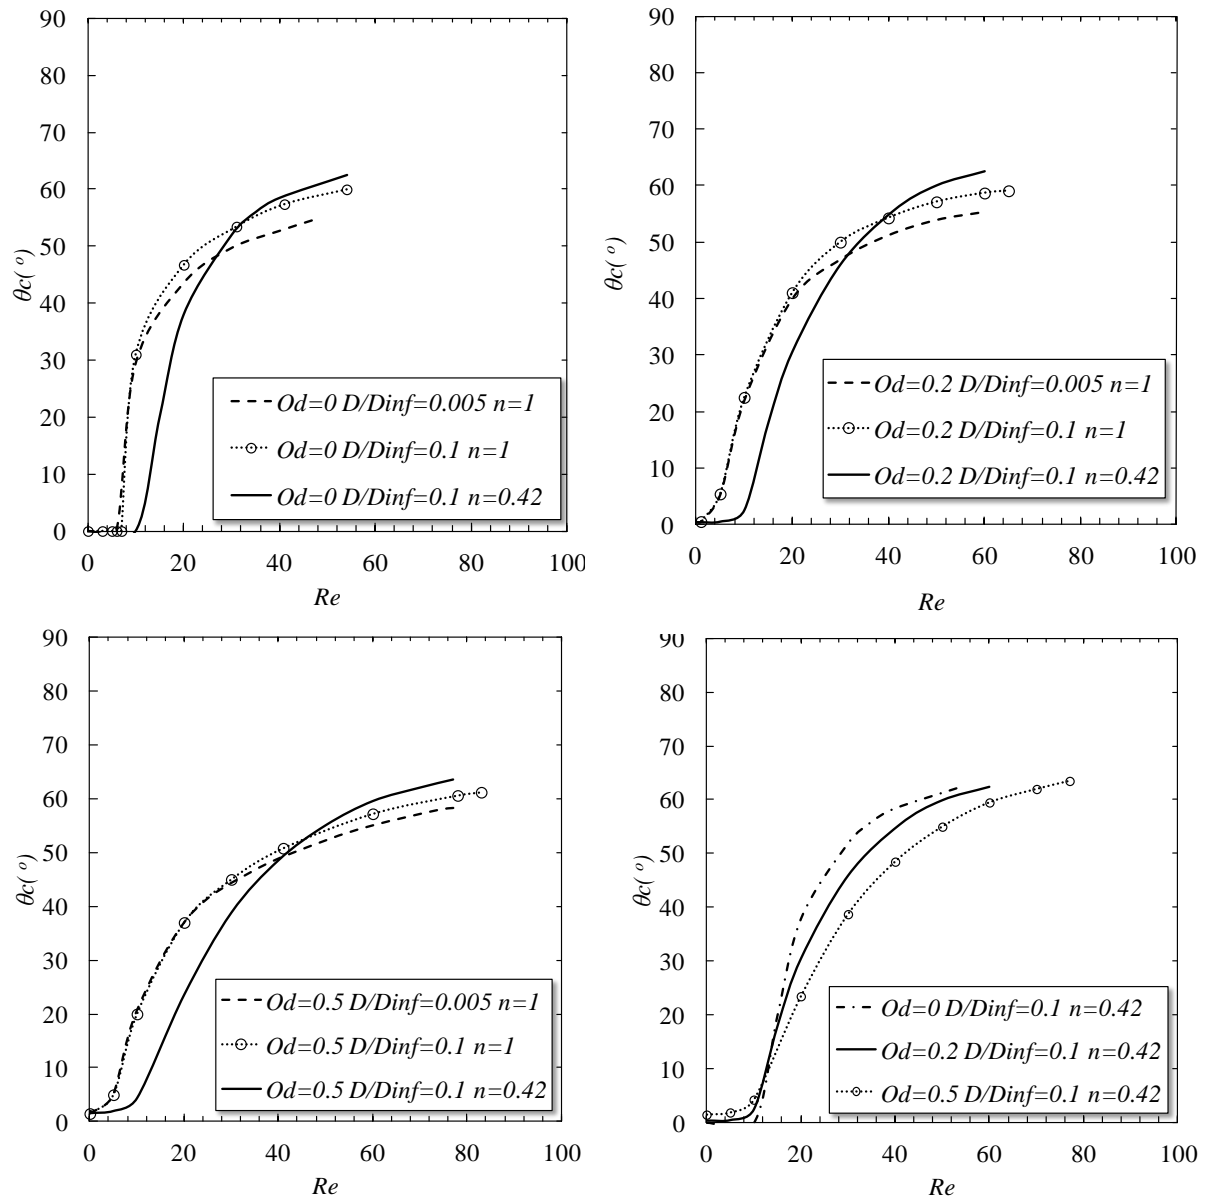 90
80
70
60
50
40
30
20
10
0
θc( o)
0 20 40 60 80 100
Re
Od=0 D/Dinf=0.005 n=1
Od=0 D/Dinf=0.1 n=1
Od=0 D/Dinf=0.1 n=0.42
90
80
70
60
50
40
30
20
10
0
θc( o)
0 20 40 60 80 100
Re
Od=0.2 D/Dinf=0.005 n=1
Od=0.2 D/Dinf=0.1 n=1
Od=0.2 D/Dinf=0.1 n=0.42
90
80
70
60
50
40
30
20
10
0
θc( o)
0 20 40 60 80 100
Re
Od=0.5 D/Dinf=0.005 n=1
Od=0.5 D/Dinf=0.1 n=1
Od=0.5 D/Dinf=0.1 n=0.42
90
80
70
60
50
40
30
20
10
0
θc( o)
0 20 40 60 80 100
Re
Od=0 D/Dinf=0.1 n=0.42
Od=0.2 D/Dinf=0.1 n=0.42
Od=0.5 D/Dinf=0.1 n=0.42